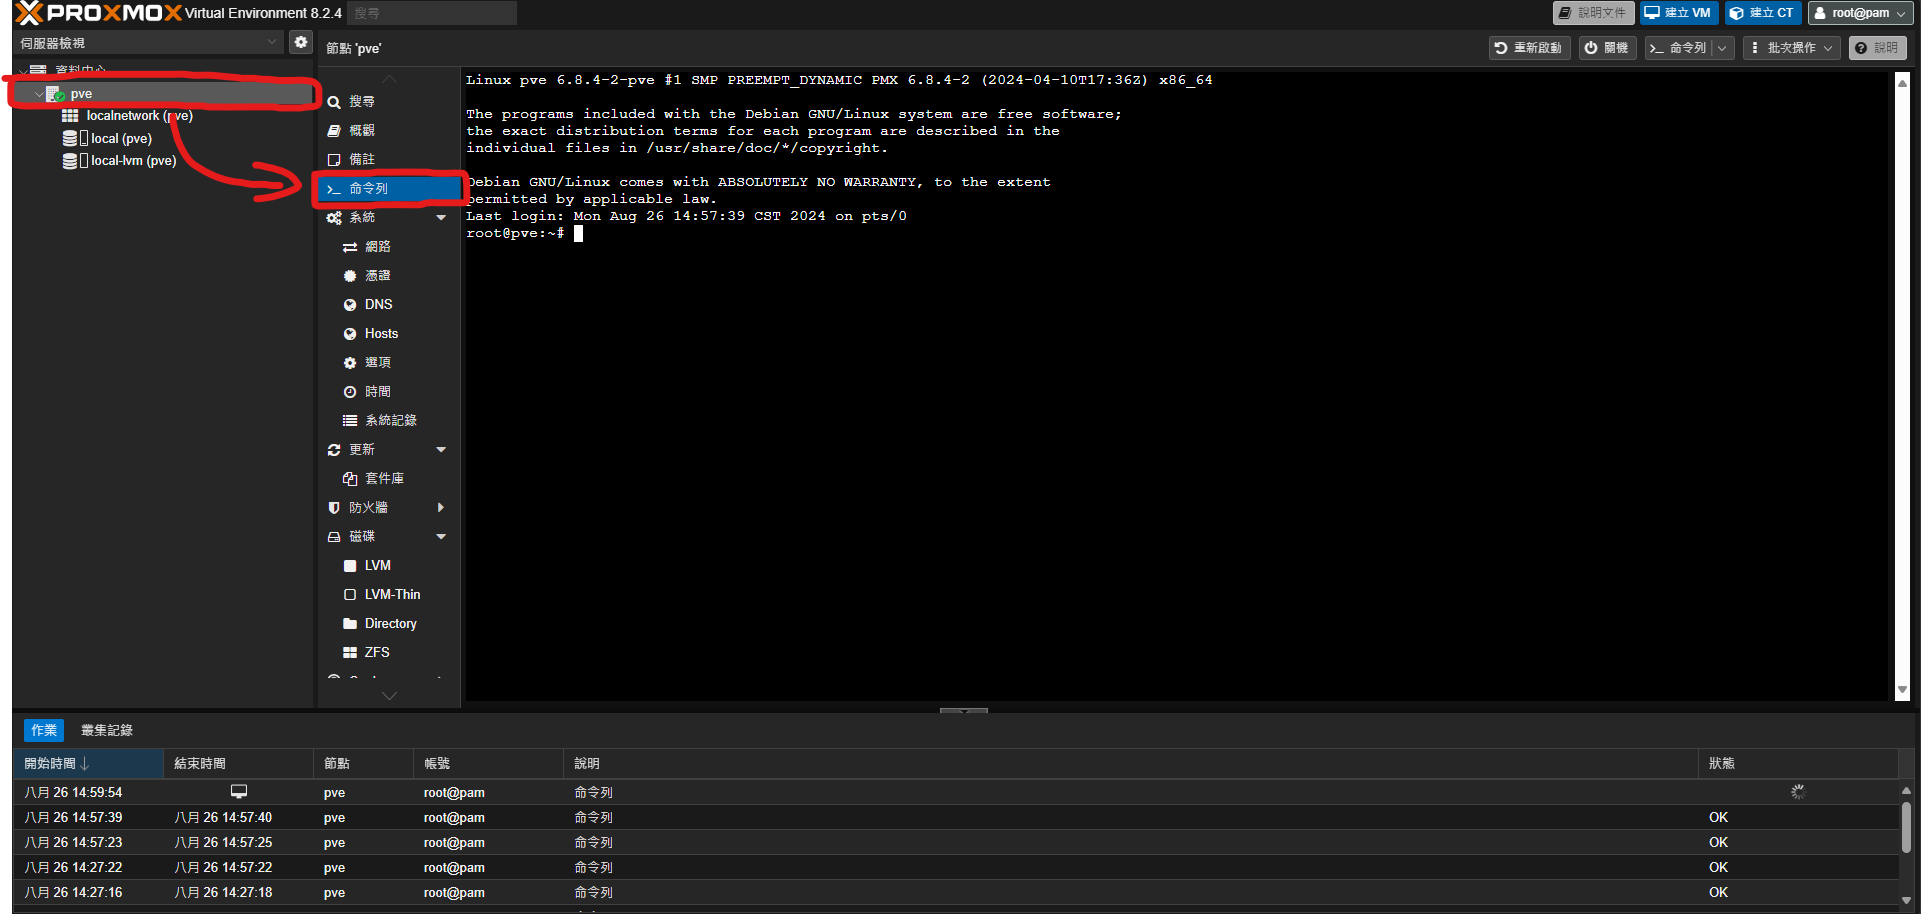 PROXMOX Virtual Environment 8.2.4 搜尋 說明文件 建立 VM 建立 CT root@pam
伺服器檢視
節點 'pve' 重新啟動 關機 命令列 批次操作 說明
資料中心
pve
localnetwork (pve)
local (pve)
local-lvm (pve)
搜尋
概觀
備註
命令列
系統
網路
憑證
DNS
Hosts
選項
時間
系統記錄
更新
套件庫
防火牆
磁碟
LVM
LVM-Thin
Directory
ZFS
Linux pve 6.8.4-2-pve #1 SMP PREEMPT_DYNAMIC PMX 6.8.4-2 (2024-04-10T17:36Z) x86_64
The programs included with the Debian GNU/Linux system are free software;
the exact distribution terms for each program are described in the
individual files in /usr/share/doc/*/copyright.
Debian GNU/Linux comes with ABSOLUTELY NO WARRANTY, to the extent
permitted by applicable law.
Last login: Mon Aug 26 14:57:39 CST 2024 on pts/0
root@pve:~#
作業 叢集記錄
開始時間 結束時間 節點 帳號 說明 狀態
八月 26 14:59:54 pve root@pam 命令列
八月 26 14:57:39 八月 26 14:57:40 pve root@pam 命令列 OK
八月 26 14:57:23 八月 26 14:57:25 pve root@pam 命令列 OK
八月 26 14:27:22 八月 26 14:57:22 pve root@pam 命令列 OK
八月 26 14:27:16 八月 26 14:27:18 pve root@pam 命令列 OK